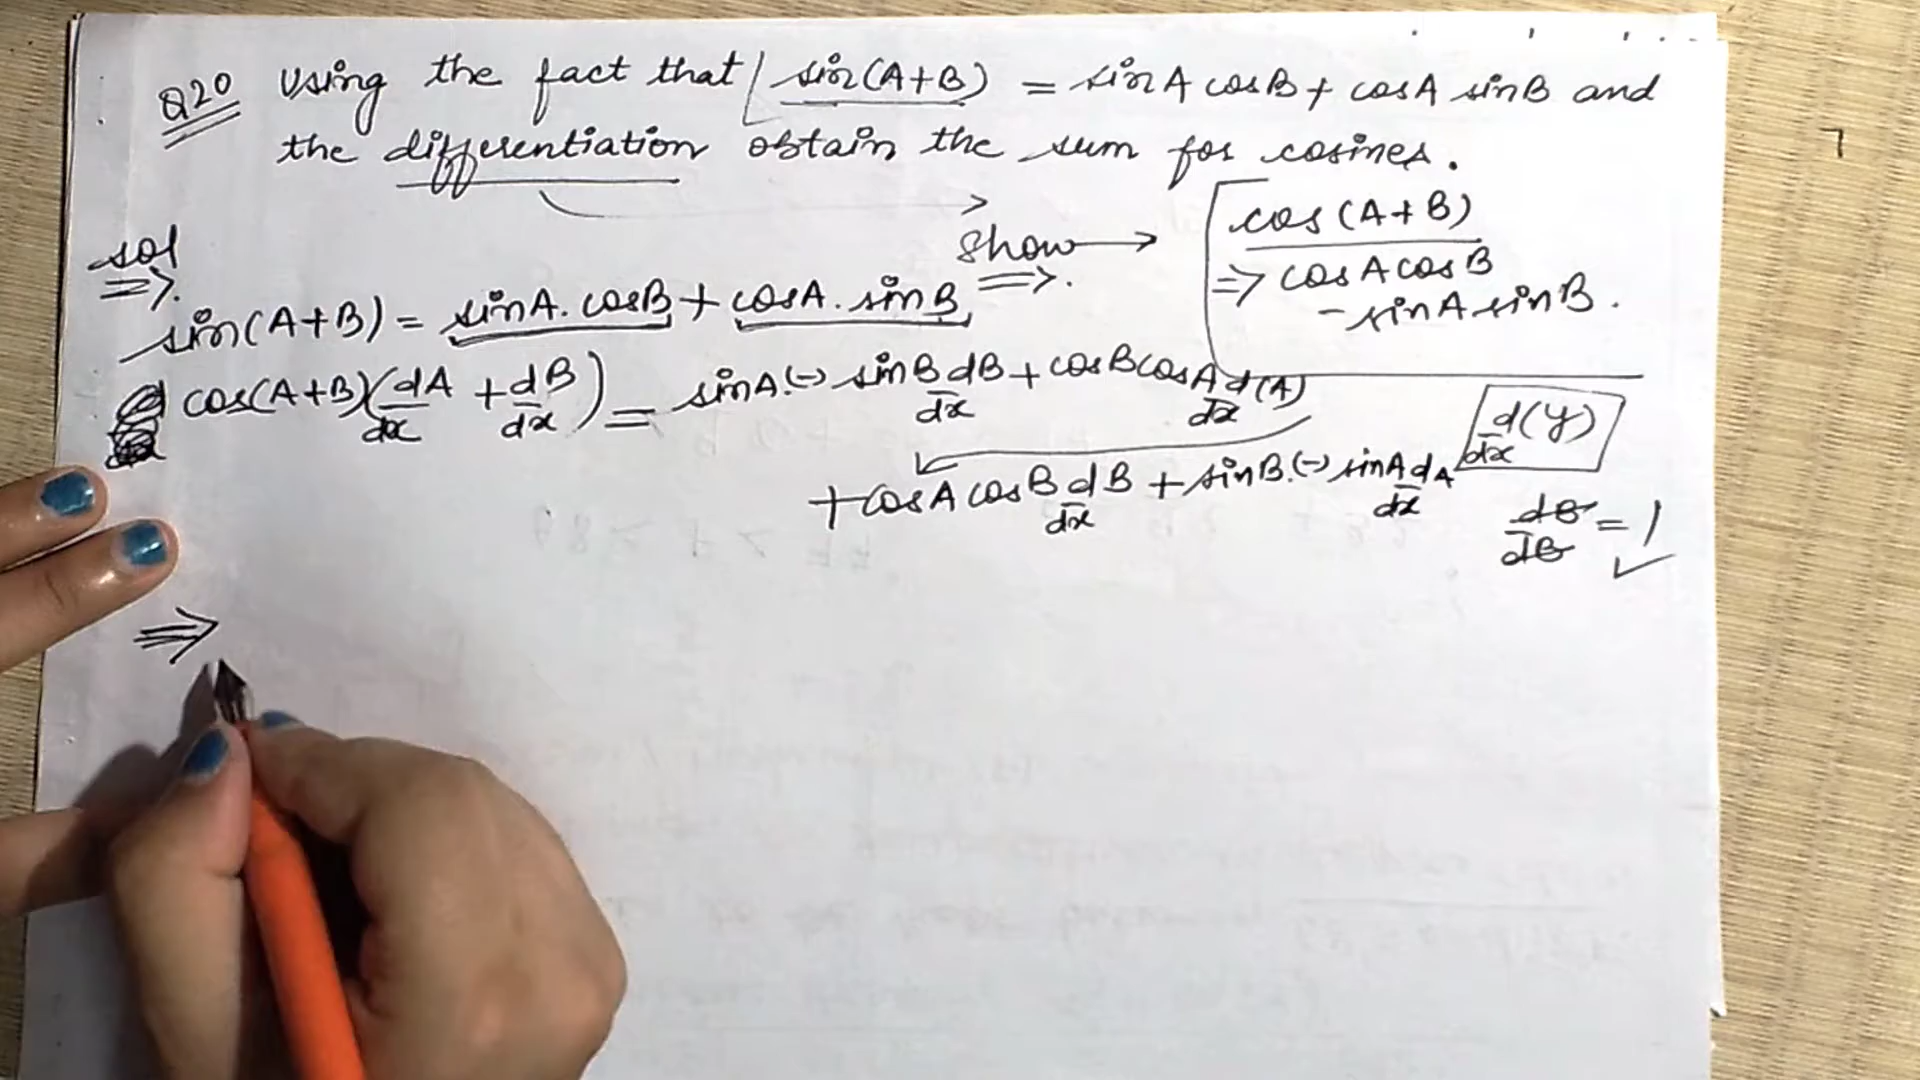 Q20 Using the fact that sin(A+B) = sinA cosB + cosA sinB and
the differentiation obtain the sum for cosines.
sol
⇒.
show →
⇒.
cos(A+B)
⇒ cosA cosB
- sinA sinB.
sin(A+B) = sinA. cosB + cosA. sinB
cos(A+B)(dA/dx + dB/dx) = sinA.(-) sinB dB/dx + cosB cosA d(A)/dx
+ cosA cosB dB/dx + sinB.(-) sinA dA/dx
d(y)/dx
dθ/dθ = 1 ✓
⇒